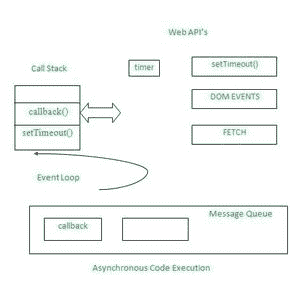 Web API's
Call Stack
timer
setTimeout()
callback()
DOM EVENTS
setTimeout()
FETCH
Event Loop
Message Queue
callback
Asynchronous Code Execution